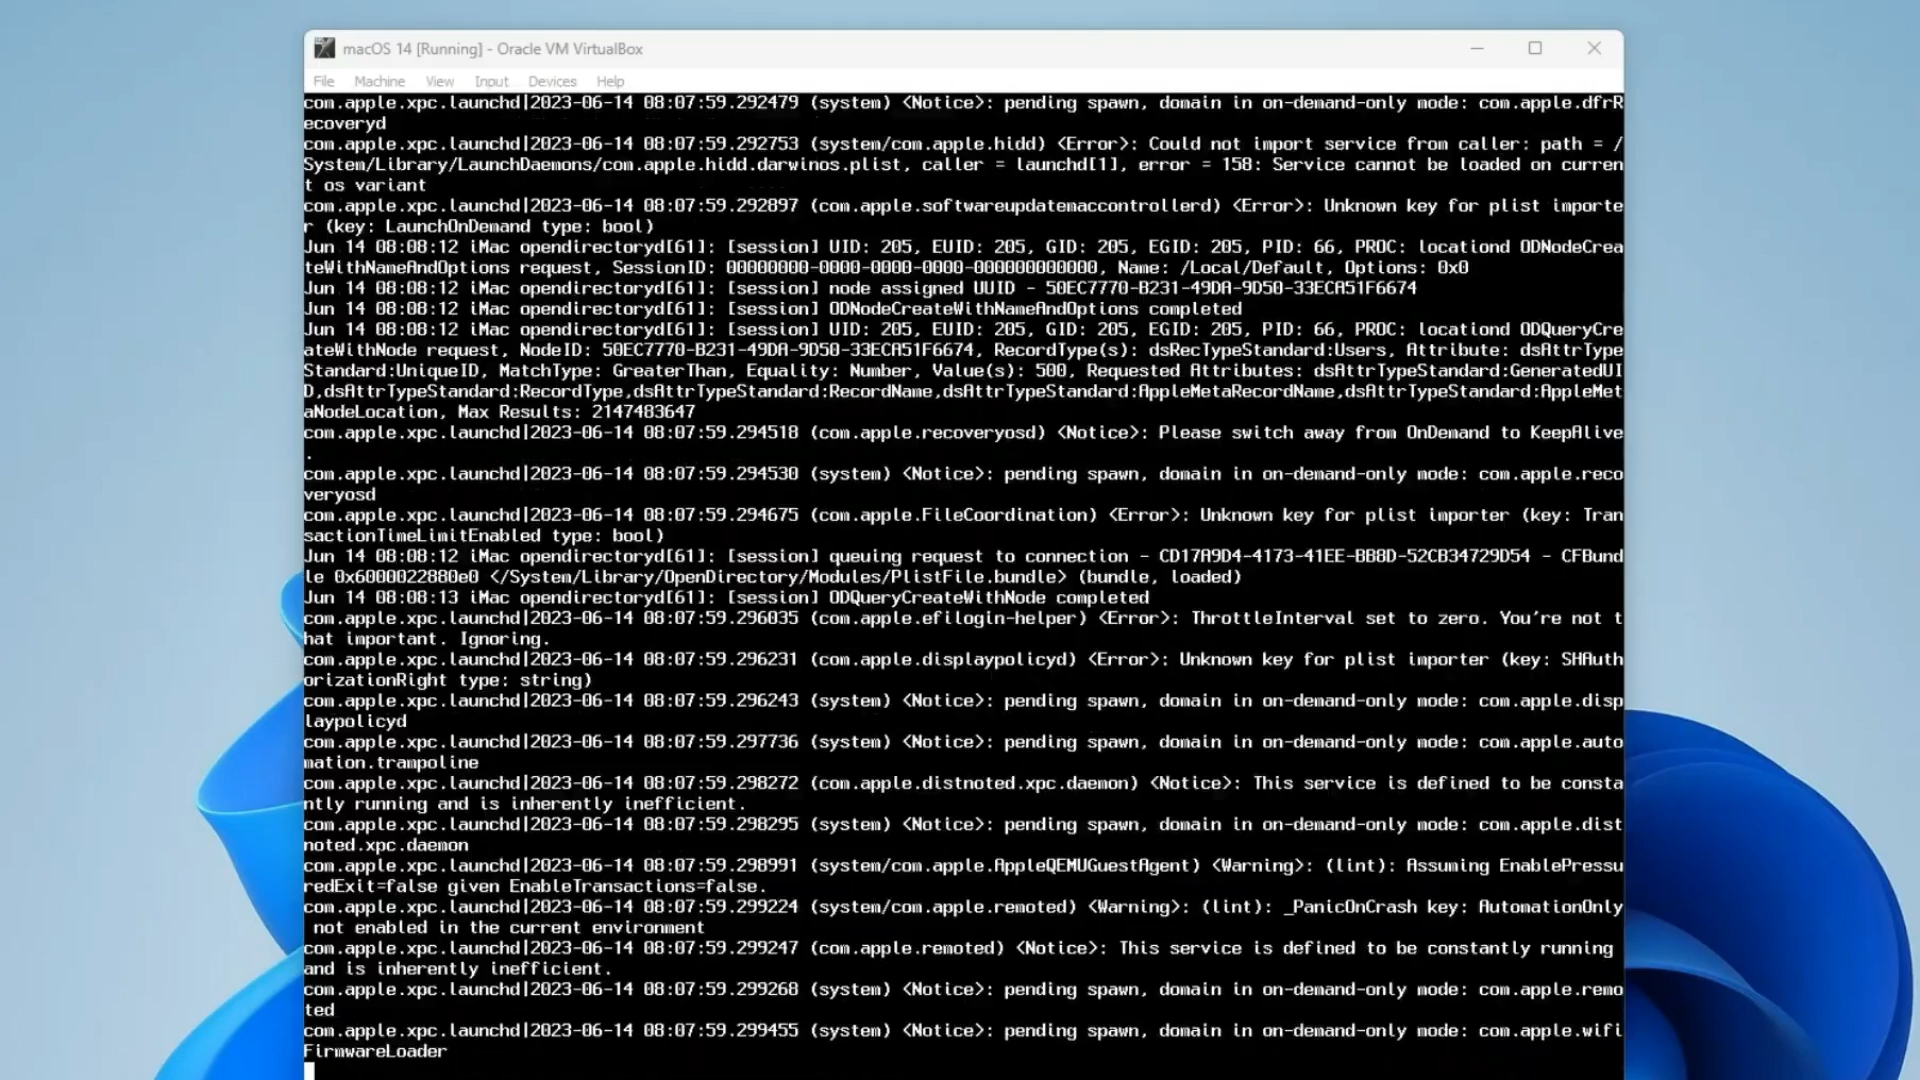 macOS 14 [Running] - Oracle VM VirtualBox
File Machine View Input Devices Help
com.apple.xpc.launchd|2023-06-14 08:07:59.292479 (system) <Notice>: pending spawn, domain in on-demand-only mode: com.apple.dfrR
ecoveryd
com.apple.xpc.launchd|2023-06-14 08:07:59.292753 (system/com.apple.hidd) <Error>: Could not import service from caller: path = /
System/Library/LaunchDaemons/com.apple.hidd.darwinos.plist, caller = launchd[1], error = 158: Service cannot be loaded on curren
t os variant
com.apple.xpc.launchd|2023-06-14 08:07:59.292897 (com.apple.softwareupdatemaccontrollerd) <Error>: Unknown key for plist importe
r (key: LaunchOnDemand type: bool)
Jun 14 08:08:12 iMac opendirectoryd[61]: [session] UID: 205, EUID: 205, GID: 205, EGID: 205, PID: 66, PROC: locationd ODNodeCrea
teWithNameAndOptions request, SessionID: 00000000-0000-0000-0000-000000000000, Name: /Local/Default, Options: 0x0
Jun 14 08:08:12 iMac opendirectoryd[61]: [session] node assigned UUID - 50EC7770-B231-49DA-9D50-33ECA51F6674
Jun 14 08:08:12 iMac opendirectoryd[61]: [session] ODNodeCreateWithNameAndOptions completed
Jun 14 08:08:12 iMac opendirectoryd[61]: [session] UID: 205, EUID: 205, GID: 205, EGID: 205, PID: 66, PROC: locationd ODQueryCre
ateWithNode request, NodeID: 50EC7770-B231-49DA-9D50-33ECA51F6674, RecordType(s): dsRecTypeStandard:Users, Attribute: dsAttrType
Standard:UniqueID, MatchType: GreaterThan, Equality: Number, Value(s): 500, Requested Attributes: dsAttrTypeStandard:GeneratedUI
D,dsAttrTypeStandard:RecordType,dsAttrTypeStandard:RecordName,dsAttrTypeStandard:AppleMetaRecordName,dsAttrTypeStandard:AppleMet
aNodeLocation, Max Results: 2147483647
com.apple.xpc.launchd|2023-06-14 08:07:59.294518 (com.apple.recoveryosd) <Notice>: Please switch away from OnDemand to KeepAlive
.
com.apple.xpc.launchd|2023-06-14 08:07:59.294530 (system) <Notice>: pending spawn, domain in on-demand-only mode: com.apple.reco
veryosd
com.apple.xpc.launchd|2023-06-14 08:07:59.294675 (com.apple.FileCoordination) <Error>: Unknown key for plist importer (key: Tran
sactionTimeLimitEnabled type: bool)
Jun 14 08:08:12 iMac opendirectoryd[61]: [session] queuing request to connection - CD17A9D4-4173-41EE-BB8D-52CB34729D54 - CFBund
le 0x6000022880e0 </System/Library/OpenDirectory/Modules/PlistFile.bundle> (bundle, loaded)
Jun 14 08:08:13 iMac opendirectoryd[61]: [session] ODQueryCreateWithNode completed
com.apple.xpc.launchd|2023-06-14 08:07:59.296035 (com.apple.efilogin-helper) <Error>: ThrottleInterval set to zero. You're not t
hat important. Ignoring.
com.apple.xpc.launchd|2023-06-14 08:07:59.296231 (com.apple.displaypolicyd) <Error>: Unknown key for plist importer (key: SHAuth
orizationRight type: string)
com.apple.xpc.launchd|2023-06-14 08:07:59.296243 (system) <Notice>: pending spawn, domain in on-demand-only mode: com.apple.disp
laypolicyd
com.apple.xpc.launchd|2023-06-14 08:07:59.297736 (system) <Notice>: pending spawn, domain in on-demand-only mode: com.apple.auto
mation.trampoline
com.apple.xpc.launchd|2023-06-14 08:07:59.298272 (com.apple.distnoted.xpc.daemon) <Notice>: This service is defined to be consta
ntly running and is inherently inefficient.
com.apple.xpc.launchd|2023-06-14 08:07:59.298295 (system) <Notice>: pending spawn, domain in on-demand-only mode: com.apple.dist
noted.xpc.daemon
com.apple.xpc.launchd|2023-06-14 08:07:59.298991 (system/com.apple.AppleQEMUGuestAgent) <Warning>: (lint): Assuming EnablePressu
redExit=false given EnableTransactions=false.
com.apple.xpc.launchd|2023-06-14 08:07:59.299224 (system/com.apple.remoted) <Warning>: (lint): _PanicOnCrash key: AutomationOnly
 not enabled in the current environment
com.apple.xpc.launchd|2023-06-14 08:07:59.299247 (com.apple.remoted) <Notice>: This service is defined to be constantly running
and is inherently inefficient.
com.apple.xpc.launchd|2023-06-14 08:07:59.299268 (system) <Notice>: pending spawn, domain in on-demand-only mode: com.apple.remo
ted
com.apple.xpc.launchd|2023-06-14 08:07:59.299455 (system) <Notice>: pending spawn, domain in on-demand-only mode: com.apple.wifi
FirmwareLoader